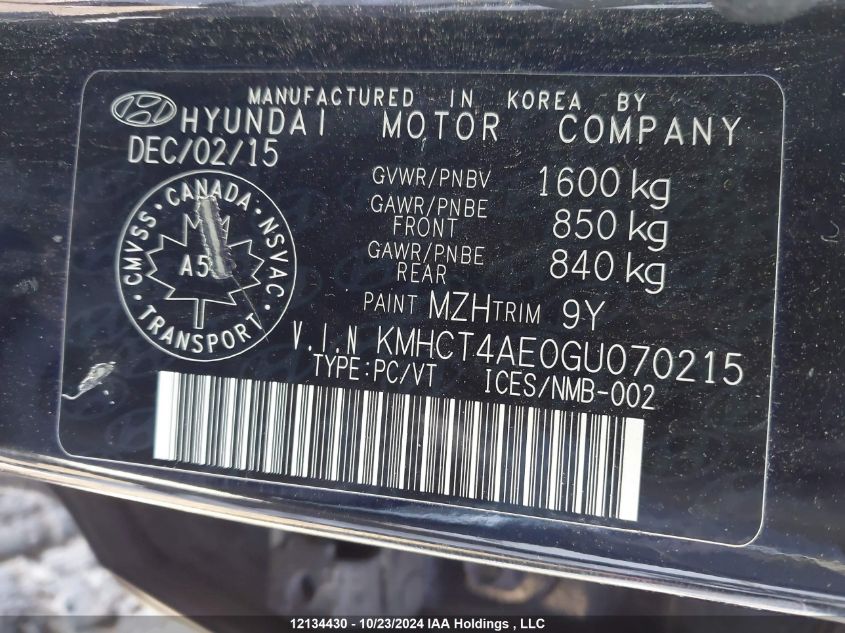 MANUFACTURED IN KOREA BY
HYUNDAI MOTOR COMPANY
DEC/02/15
GVWR/PNBV 1600 kg
GAWR/PNBE FRONT 850 kg
GAWR/PNBE REAR 840 kg
CMVSS · CANADA · NSVAC
TRANSPORT
PAINT MZH TRIM 9Y
V.I.N KMHCT4AE0GU070215
TYPE:PC/VT ICES/NMB-002
12134430 - 10/23/2024 IAA Holdings , LLC